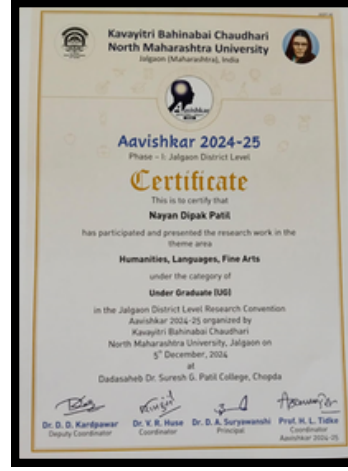 Kavayitri Bahinabai Chaudhari
North Maharashtra University
Jalgaon (Maharashtra), India
Aavishkar
Aavishkar 2024-25
Phase - I: Jalgaon District Level
Certificate
This is to certify that
Nayan Dipak Patil
has participated and presented the research work in the
theme area
Humanities, Languages, Fine Arts
under the category of
Under Graduate (UG)
in the Jalgaon District Level Research Convention
Aavishkar 2024-25 organized by
Kavayitri Bahinabai Chaudhari
North Maharashtra University, Jalgaon on
5th December, 2024
at
Dadasaheb Dr. Suresh G. Patil College, Chopda
Dr. D. D. Kardpawar Dr. V. R. Huse Dr. D. A. Suryawanshi Prof. H. L. Tidke
Deputy Coordinator Coordinator Principal Coordinator
Aavishkar 2024-25